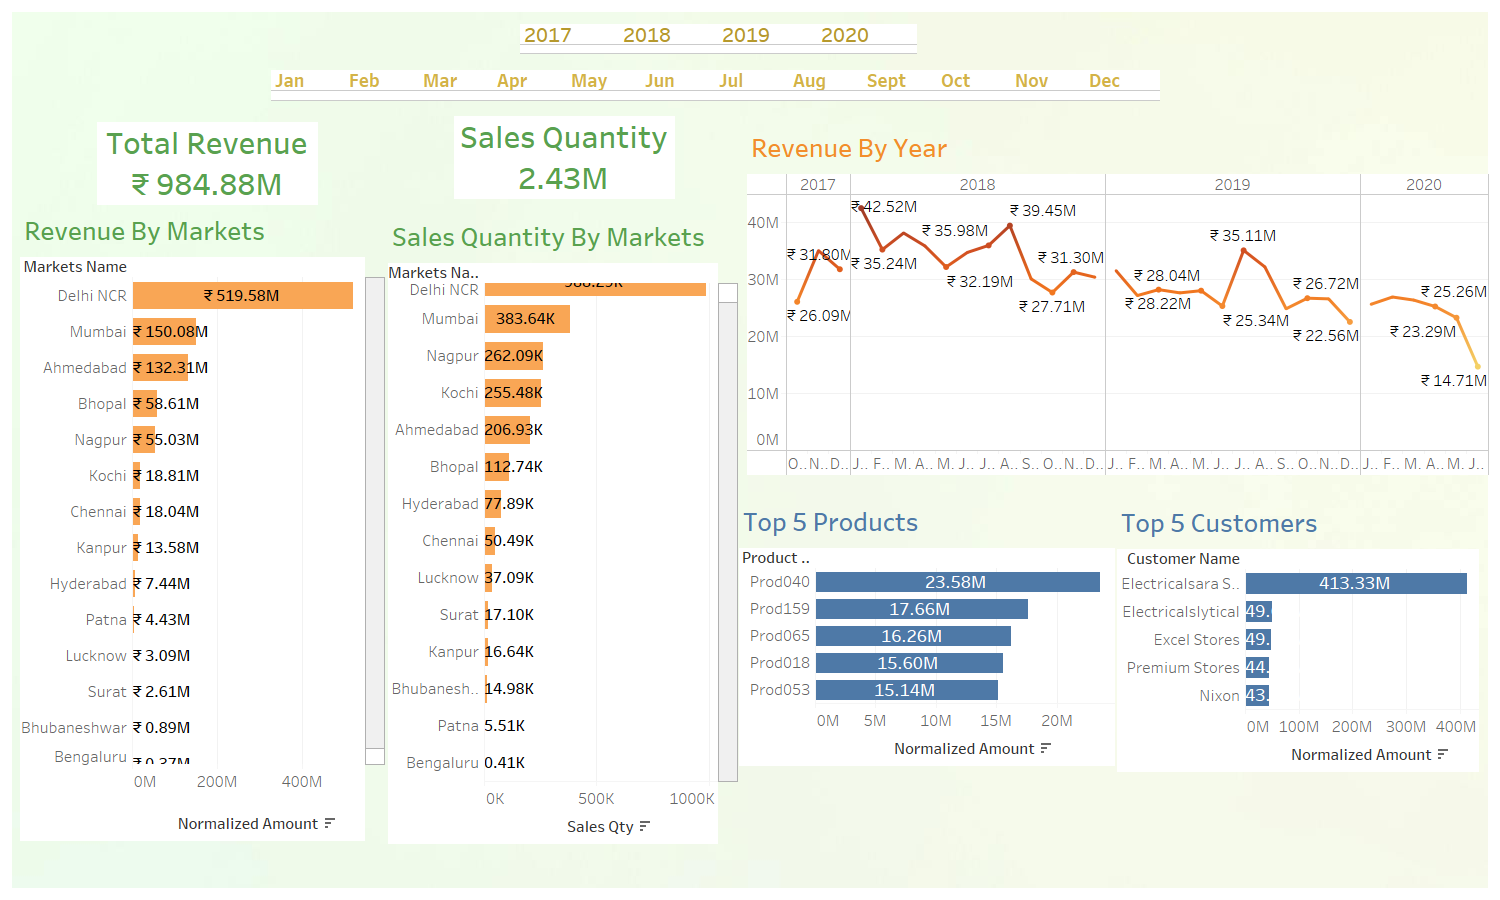 2017 2018 2019 2020
Jan Feb Mar Apr May Jun Jul Aug Sept Oct Nov Dec
Total Revenue
₹ 984.88M
Sales Quantity
2.43M
Revenue By Markets
Markets Name
Delhi NCR ₹ 519.58M
Mumbai ₹ 150.08M
Ahmedabad ₹ 132.31M
Bhopal ₹ 58.61M
Nagpur ₹ 55.03M
Kochi ₹ 18.81M
Chennai ₹ 18.04M
Kanpur ₹ 13.58M
Hyderabad ₹ 7.44M
Patna ₹ 4.43M
Lucknow ₹ 3.09M
Surat ₹ 2.61M
Bhubaneshwar ₹ 0.89M
Bengaluru
0M 200M 400M
Normalized Amount
Sales Quantity By Markets
Markets Na..
Delhi NCR
Mumbai 383.64K
Nagpur 262.09K
Kochi 255.48K
Ahmedabad 206.93K
Bhopal 112.74K
Hyderabad 77.89K
Chennai 50.49K
Lucknow 37.09K
Surat 17.10K
Kanpur 16.64K
Bhubanesh.. 14.98K
Patna 5.51K
Bengaluru 0.41K
0K 500K 1000K
Sales Qty
Revenue By Year
2017 2018 2019 2020
40M
30M
20M
10M
0M
₹ 31.80M
₹ 26.09M
₹ 42.52M
₹ 35.24M
₹ 35.98M
₹ 32.19M
₹ 39.45M
₹ 27.71M
₹ 31.30M
₹ 28.04M
₹ 28.22M
₹ 35.11M
₹ 25.34M
₹ 26.72M
₹ 22.56M
₹ 25.26M
₹ 23.29M
₹ 14.71M
O.. N.. D.. J.. F.. M.. A.. M.. J.. J.. A.. S.. O.. N.. D.. J.. F.. M.. A.. M.. J.. J.. A.. S.. O.. N.. D.. J.. F.. M.. A.. M.. J..
Top 5 Products
Product ..
Prod040 23.58M
Prod159 17.66M
Prod065 16.26M
Prod018 15.60M
Prod053 15.14M
0M 5M 10M 15M 20M
Normalized Amount
Top 5 Customers
Customer Name
Electricalsara S.. 413.33M
Electricalslytical 49.
Excel Stores 49.
Premium Stores 44.
Nixon 43.
0M 100M 200M 300M 400M
Normalized Amount